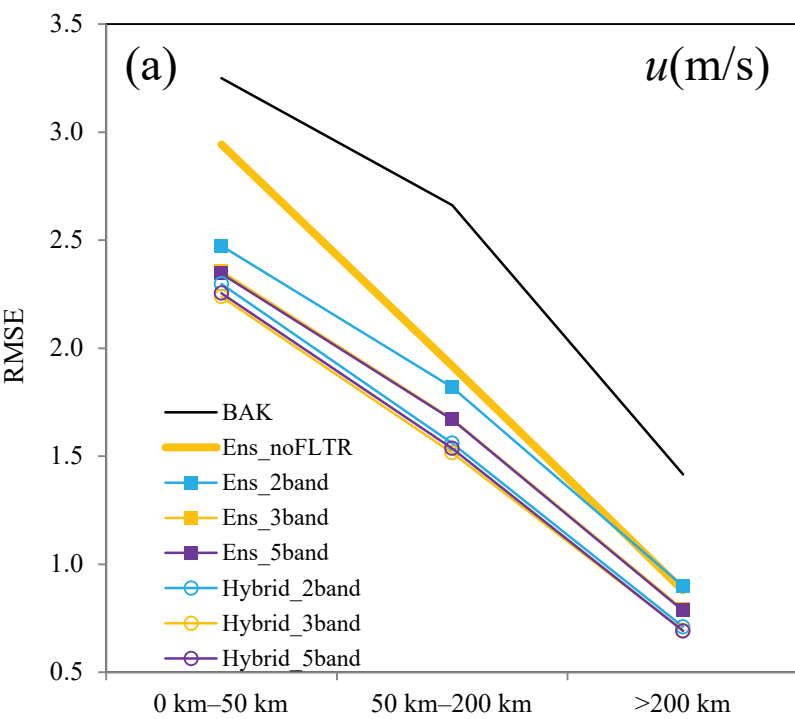 3.5
(a)
u(m/s)
3.0
2.5
2.0
1.5
1.0
0.5
RMSE
BAK
Ens_noFLTR
Ens_2band
Ens_3band
Ens_5band
Hybrid_2band
Hybrid_3band
Hybrid_5band
0 km–50 km
50 km–200 km
>200 km